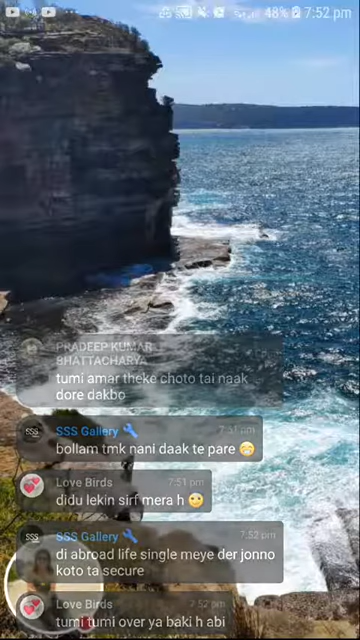 48% 7:52 pm
PRADEEP KUMAR
BHATTACHARYA
tumi amar theke choto tai naak
dore dakbo
SSS Gallery 🔧 7:51 pm
bollam tmk nani daak te pare 😁
Love Birds 7:51 pm
didu lekin sirf mera h 🙂
SSS Gallery 🔧 7:52 pm
di abroad life single meye der jonno
koto ta secure
Love Birds 7:52 pm
tumi tumi over ya baki h abi